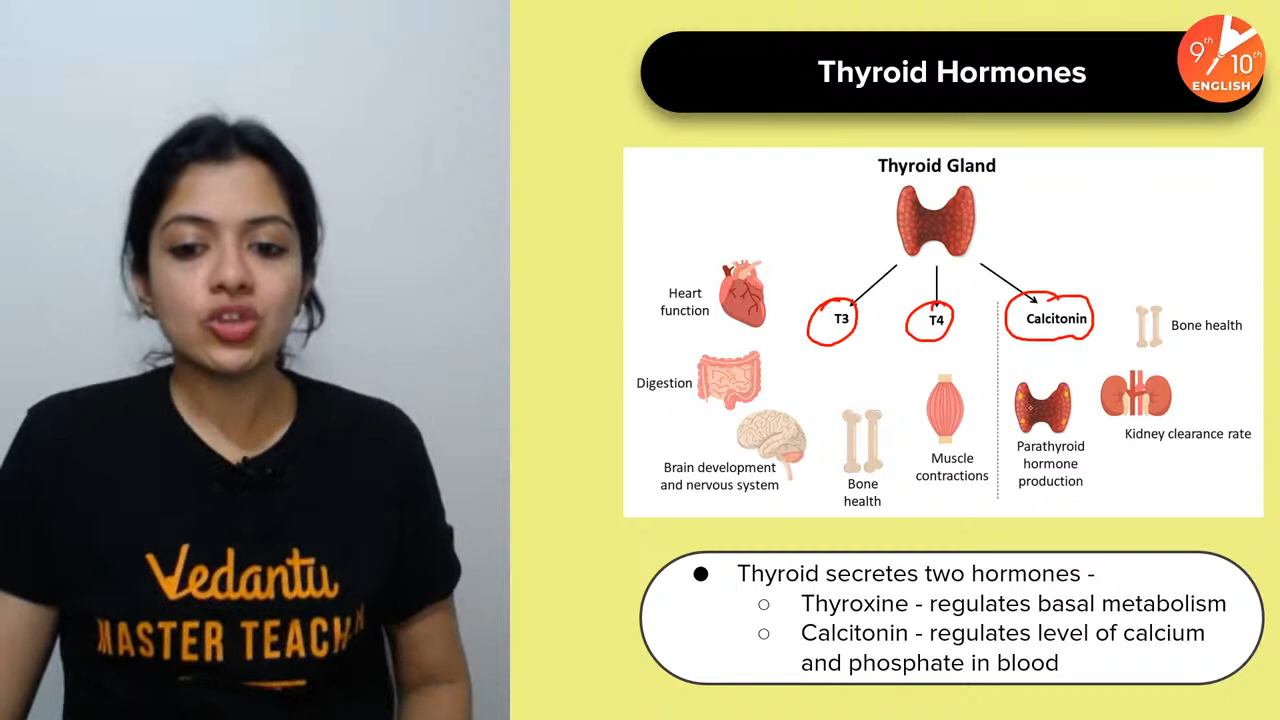 Thyroid Hormones
9th
10th
ENGLISH
Thyroid Gland
Heart
function
T3
T4
Calcitonin
Bone health
Digestion
Kidney clearance rate
Brain development
and nervous system
Bone
health
Muscle
contractions
Parathyroid
hormone
production
Vedantu
MASTER TEACH
● Thyroid secretes two hormones -
○ Thyroxine - regulates basal metabolism
○ Calcitonin - regulates level of calcium
and phosphate in blood